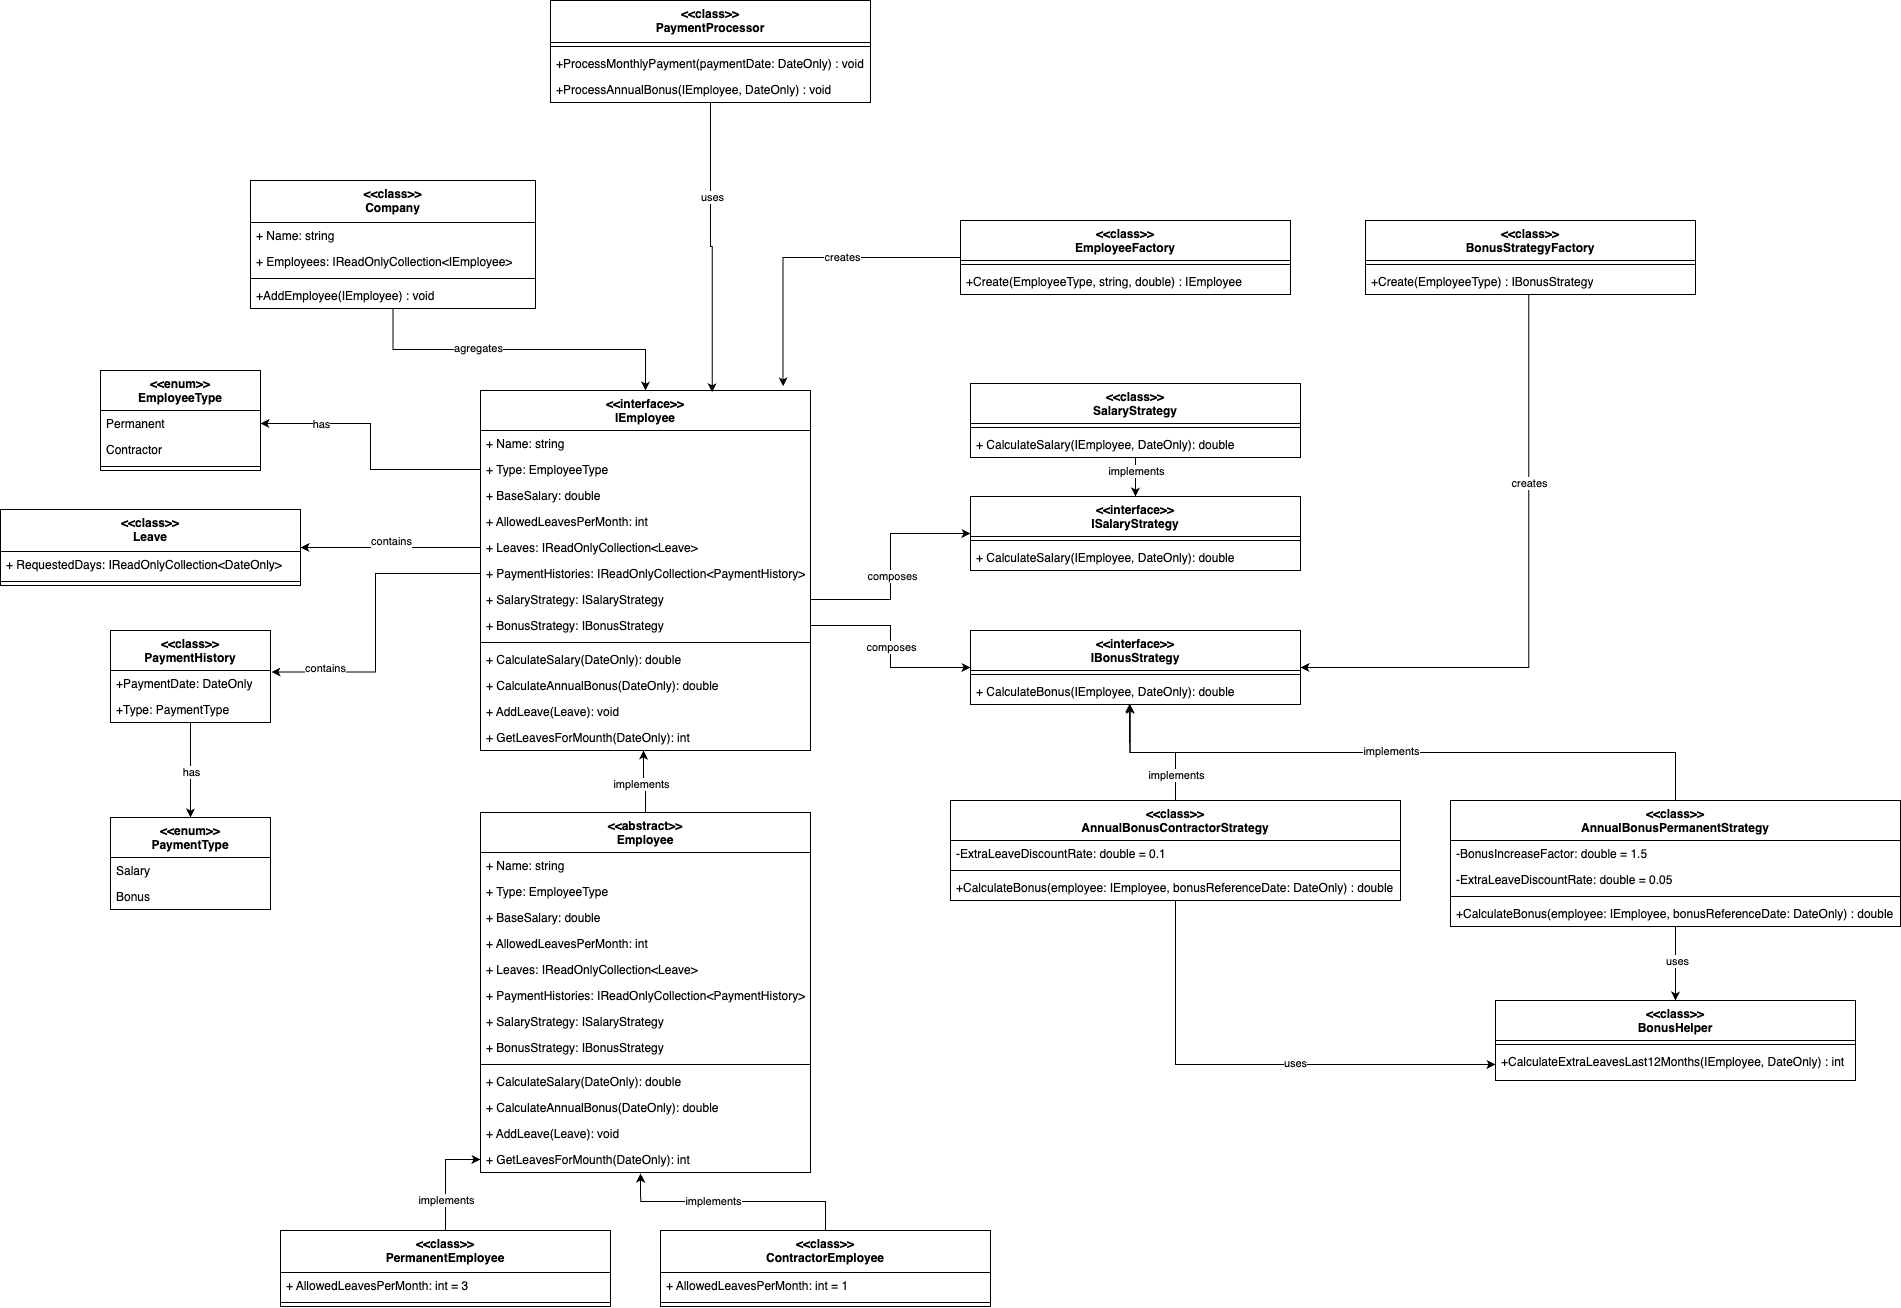 <<class>>
PaymentProcessor
+ProcessMonthlyPayment(paymentDate: DateOnly) : void
+ProcessAnnualBonus(IEmployee, DateOnly) : void
uses
<<class>>
Company
+ Name: string
+ Employees: IReadOnlyCollection<IEmployee>
+AddEmployee(IEmployee) : void
agregates
<<class>>
EmployeeFactory
+Create(EmployeeType, string, double) : IEmployee
creates
<<class>>
BonusStrategyFactory
+Create(EmployeeType) : IBonusStrategy
creates
<<enum>>
EmployeeType
Permanent
Contractor
has
<<class>>
Leave
+ RequestedDays: IReadOnlyCollection<DateOnly>
contains
<<class>>
PaymentHistory
+PaymentDate: DateOnly
+Type: PaymentType
contains
has
<<enum>>
PaymentType
Salary
Bonus
<<interface>>
IEmployee
+ Name: string
+ Type: EmployeeType
+ BaseSalary: double
+ AllowedLeavesPerMonth: int
+ Leaves: IReadOnlyCollection<Leave>
+ PaymentHistories: IReadOnlyCollection<PaymentHistory>
+ SalaryStrategy: ISalaryStrategy
+ BonusStrategy: IBonusStrategy
+ CalculateSalary(DateOnly): double
+ CalculateAnnualBonus(DateOnly): double
+ AddLeave(Leave): void
+ GetLeavesForMounth(DateOnly): int
composes
composes
<<class>>
SalaryStrategy
+ CalculateSalary(IEmployee, DateOnly): double
implements
<<interface>>
ISalaryStrategy
+ CalculateSalary(IEmployee, DateOnly): double
<<interface>>
IBonusStrategy
+ CalculateBonus(IEmployee, DateOnly): double
implements
implements
<<class>>
AnnualBonusContractorStrategy
-ExtraLeaveDiscountRate: double = 0.1
+CalculateBonus(employee: IEmployee, bonusReferenceDate: DateOnly) : double
<<class>>
AnnualBonusPermanentStrategy
-BonusIncreaseFactor: double = 1.5
-ExtraLeaveDiscountRate: double = 0.05
+CalculateBonus(employee: IEmployee, bonusReferenceDate: DateOnly) : double
uses
uses
<<class>>
BonusHelper
+CalculateExtraLeavesLast12Months(IEmployee, DateOnly) : int
implements
<<abstract>>
Employee
+ Name: string
+ Type: EmployeeType
+ BaseSalary: double
+ AllowedLeavesPerMonth: int
+ Leaves: IReadOnlyCollection<Leave>
+ PaymentHistories: IReadOnlyCollection<PaymentHistory>
+ SalaryStrategy: ISalaryStrategy
+ BonusStrategy: IBonusStrategy
+ CalculateSalary(DateOnly): double
+ CalculateAnnualBonus(DateOnly): double
+ AddLeave(Leave): void
+ GetLeavesForMounth(DateOnly): int
implements
implements
<<class>>
PermanentEmployee
+ AllowedLeavesPerMonth: int = 3
<<class>>
ContractorEmployee
+ AllowedLeavesPerMonth: int = 1